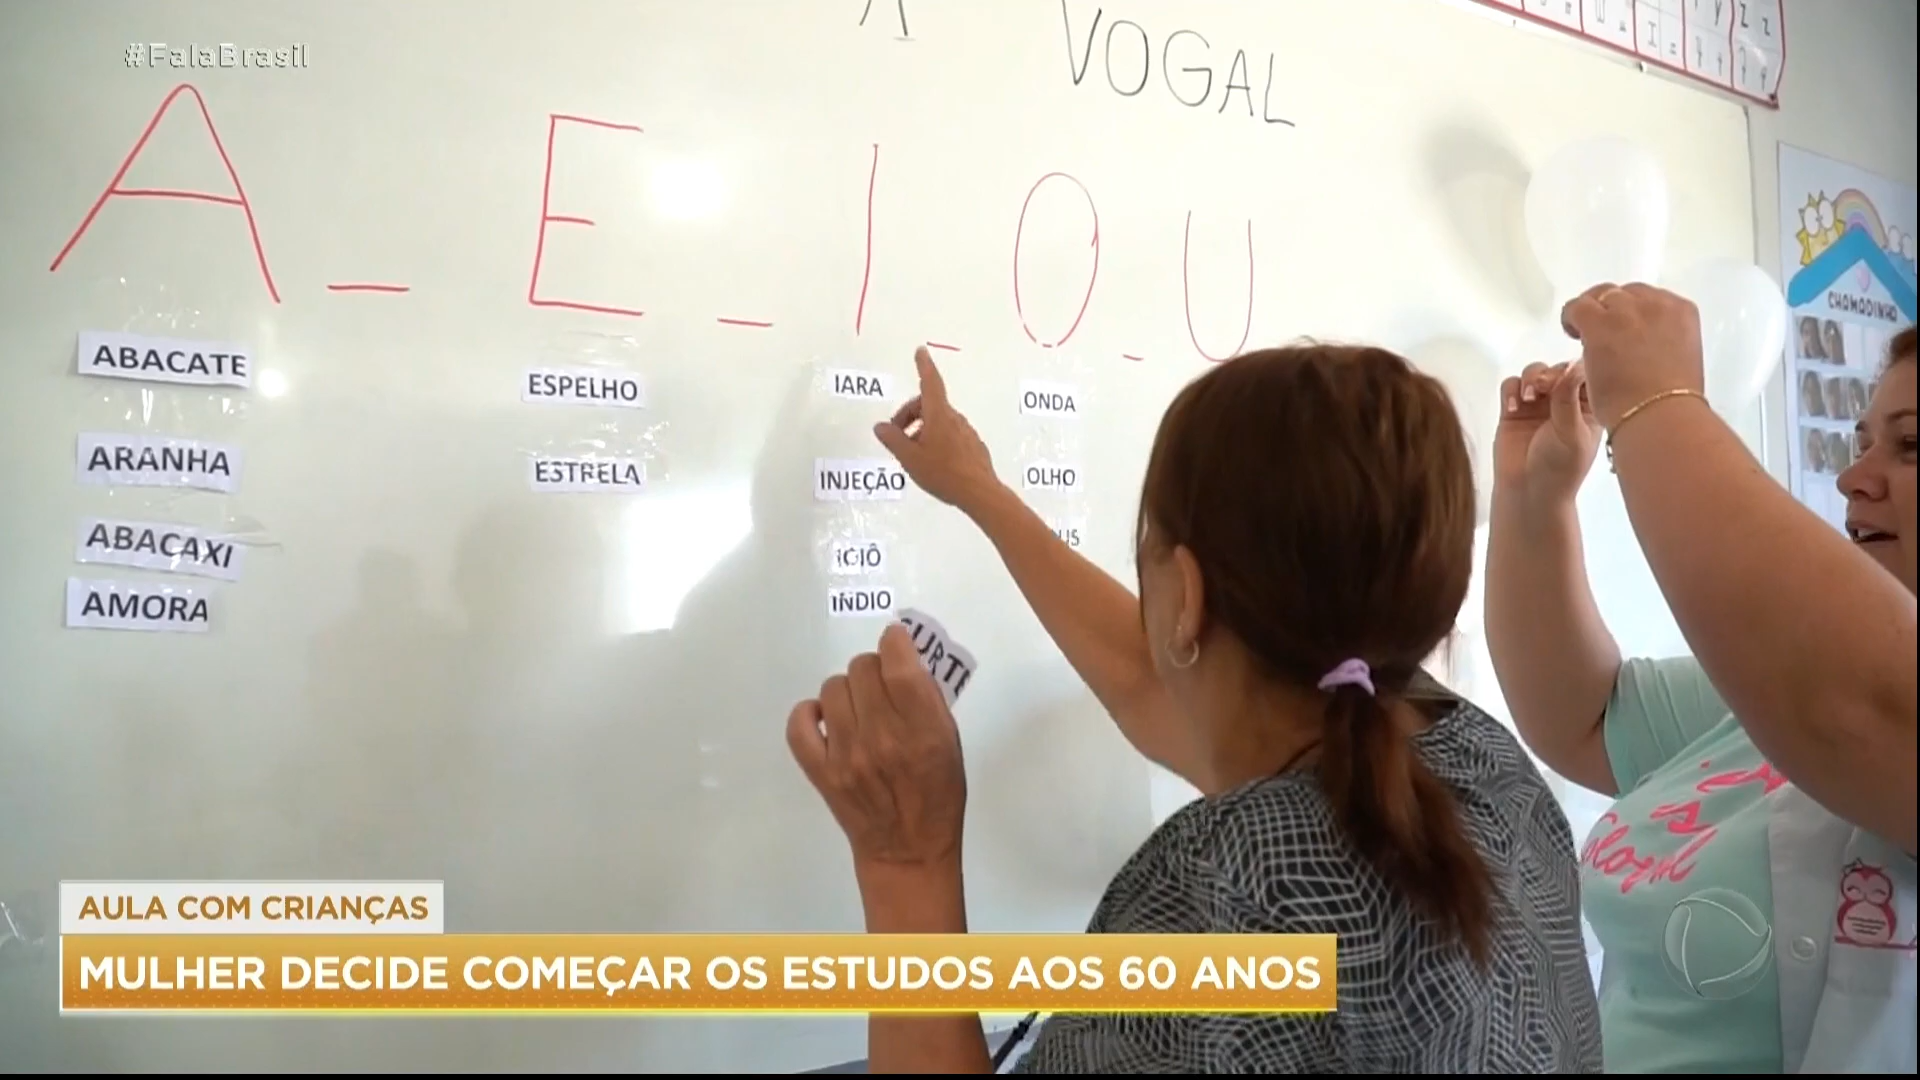 #FalaBrasil
VOGAL
A _ E _ I _ O _ U
ABACATE
ARANHA
ABACAXI
AMORA
ESPELHO
ESTRELA
IARA
INJEÇÃO
IOIÔ
ÍNDIO
ONDA
OLHO
CHAMADINHO
AULA COM CRIANÇAS
MULHER DECIDE COMEÇAR OS ESTUDOS AOS 60 ANOS